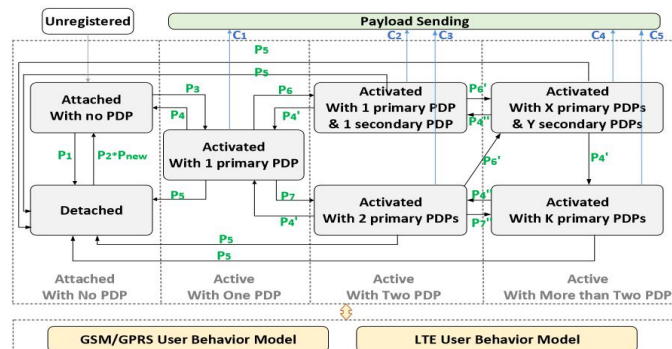 Unregistered
Payload Sending
C1
C2
C3
C4
C5
P5
P5
Attached
With no PDP
P3
P4
P6
P4'
Activated
With 1 primary PDP
& 1 secondary PDP
P6'
P4''
Activated
With X primary PDPs
& Y secondary PDPs
Activated
With 1 primary PDP
P1
P2*Pnew
P6'
P4'
Detached
P5
P7
P4'
Activated
With 2 primary PDPs
P4''
P7''
Activated
With K primary PDPs
P5
P5
Attached
With No PDP
Active
With One PDP
Active
With Two PDP
Active
With More than Two PDP
GSM/GPRS User Behavior Model
LTE User Behavior Model